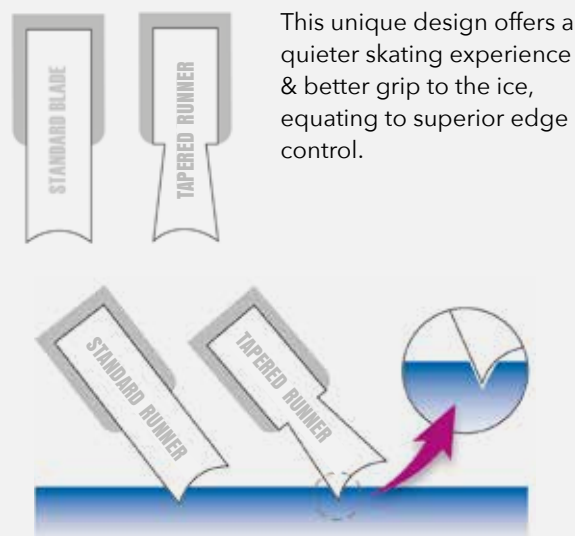 This unique design offers a
quieter skating experience
& better grip to the ice,
equating to superior edge
control.
STANDARD BLADE
TAPERED RUNNER
STANDARD RUNNER
TAPERED RUNNER